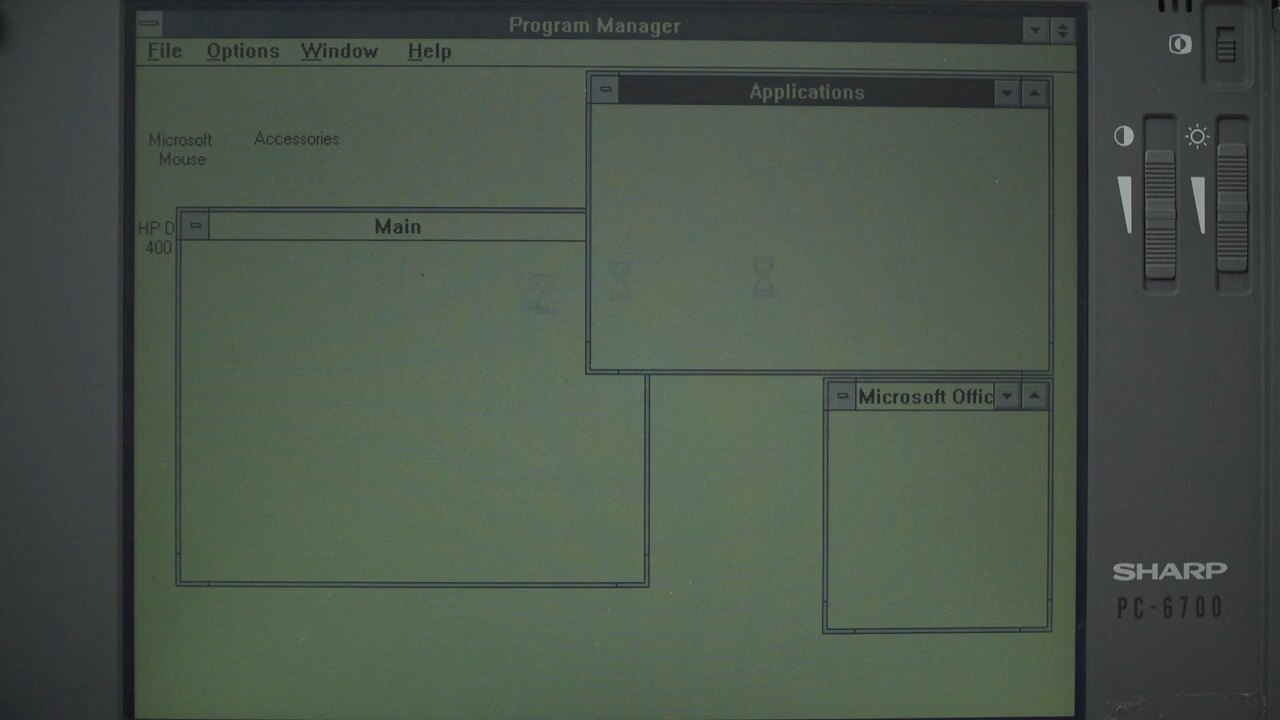 Program Manager
File Options Window Help
Applications
Microsoft
Mouse
Accessories
Main
HP D
400
Microsoft Offic
SHARP
PC-6700